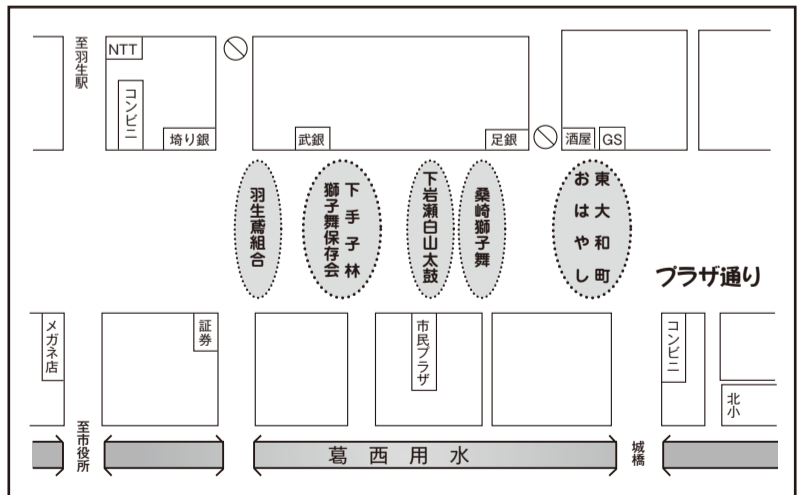 至羽生駅
NTT
コンビニ
埼り銀
武銀
足銀
酒屋
GS
羽生鳶組合
下手子林
獅子舞保存会
下岩瀬白山太鼓
桑崎獅子舞
東大和町
おはやし
プラザ通り
メガネ店
証券
市民プラザ
コンビニ
北小
至市役所
葛西用水
城橋